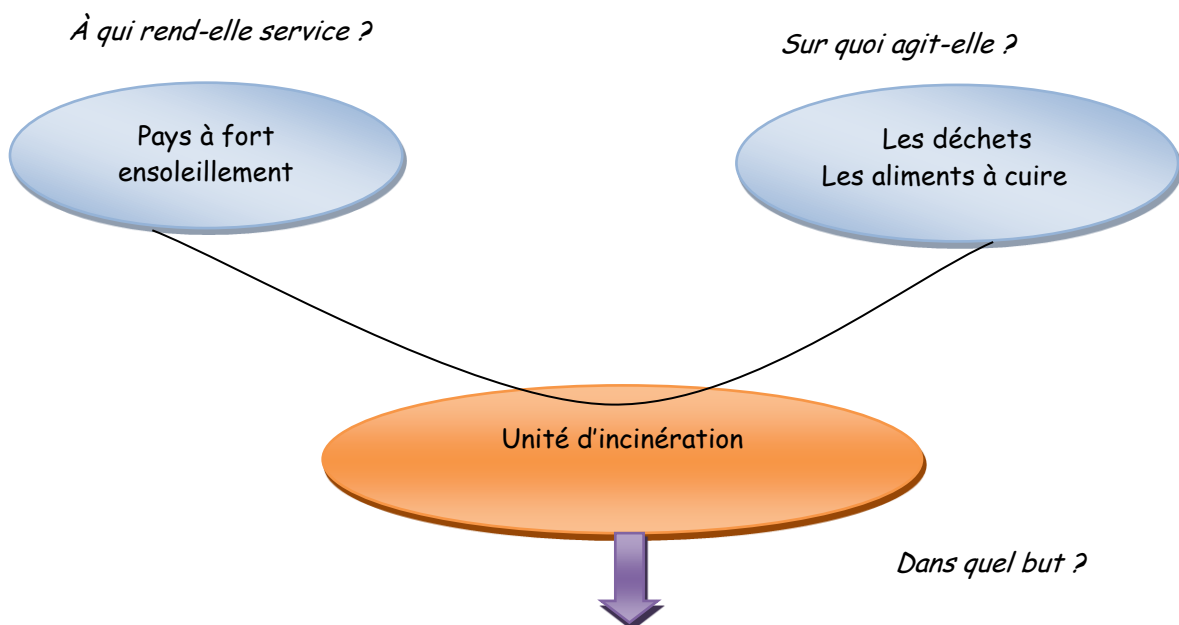 À qui rend-elle service ?
Sur quoi agit-elle ?
Pays à fort
ensoleillement
Les déchets
Les aliments à cuire
Unité d'incinération
Dans quel but ?